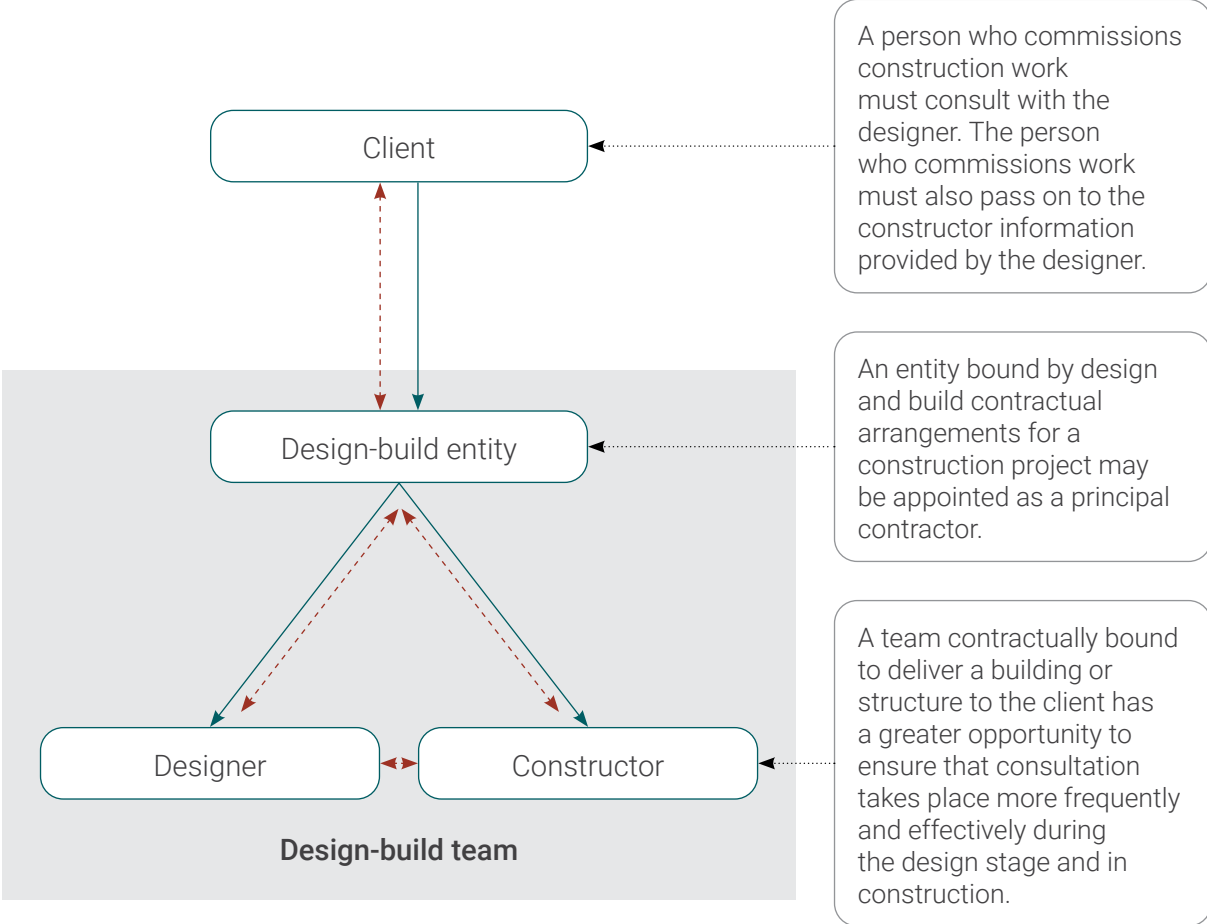 Client
A person who commissions
construction work
must consult with the
designer. The person
who commissions work
must also pass on to the
constructor information
provided by the designer.
Design-build entity
An entity bound by design
and build contractual
arrangements for a
construction project may
be appointed as a principal
contractor.
Designer
Constructor
A team contractually bound
to deliver a building or
structure to the client has
a greater opportunity to
ensure that consultation
takes place more frequently
and effectively during
the design stage and in
construction.
Design-build team